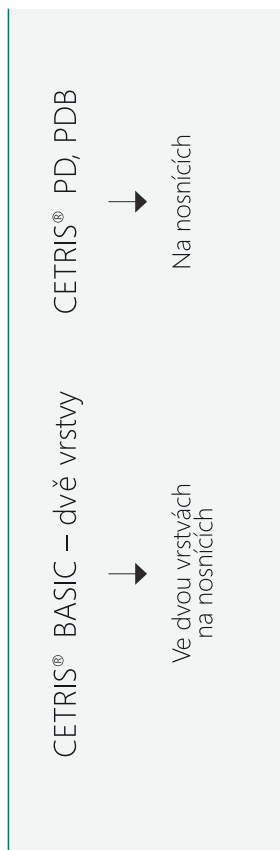 CETRIS® BASIC – dvě vrstvy
Ve dvou vrstvách
na nosnících
CETRIS® PD, PDB
Na nosnících